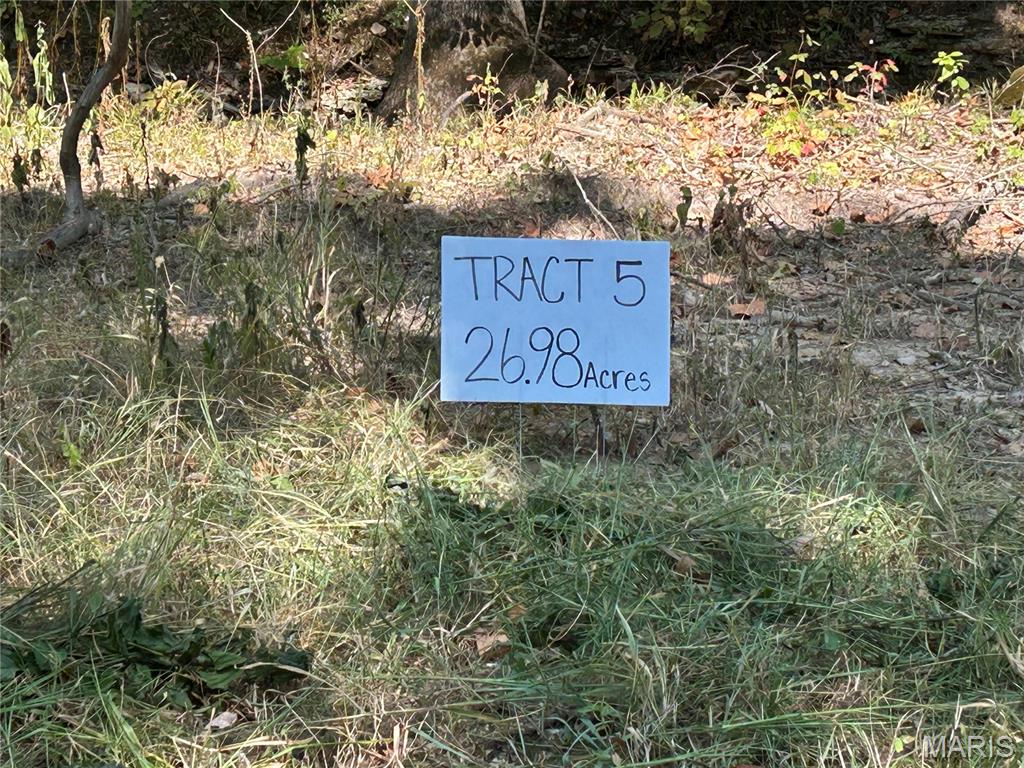 TRACT 5
26.98 Acres
MARIS